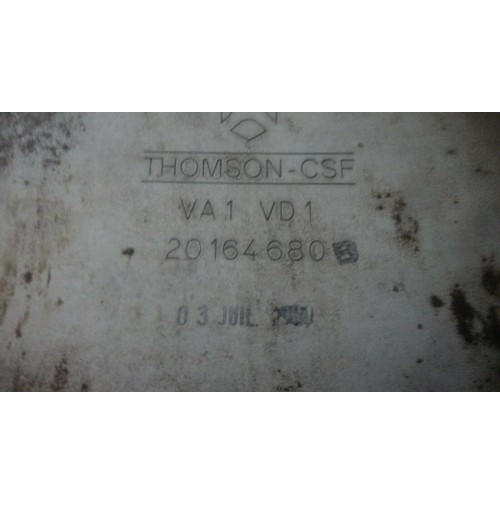 THOMSON-CSF
VA1 VD1
20164680
03 JUIL